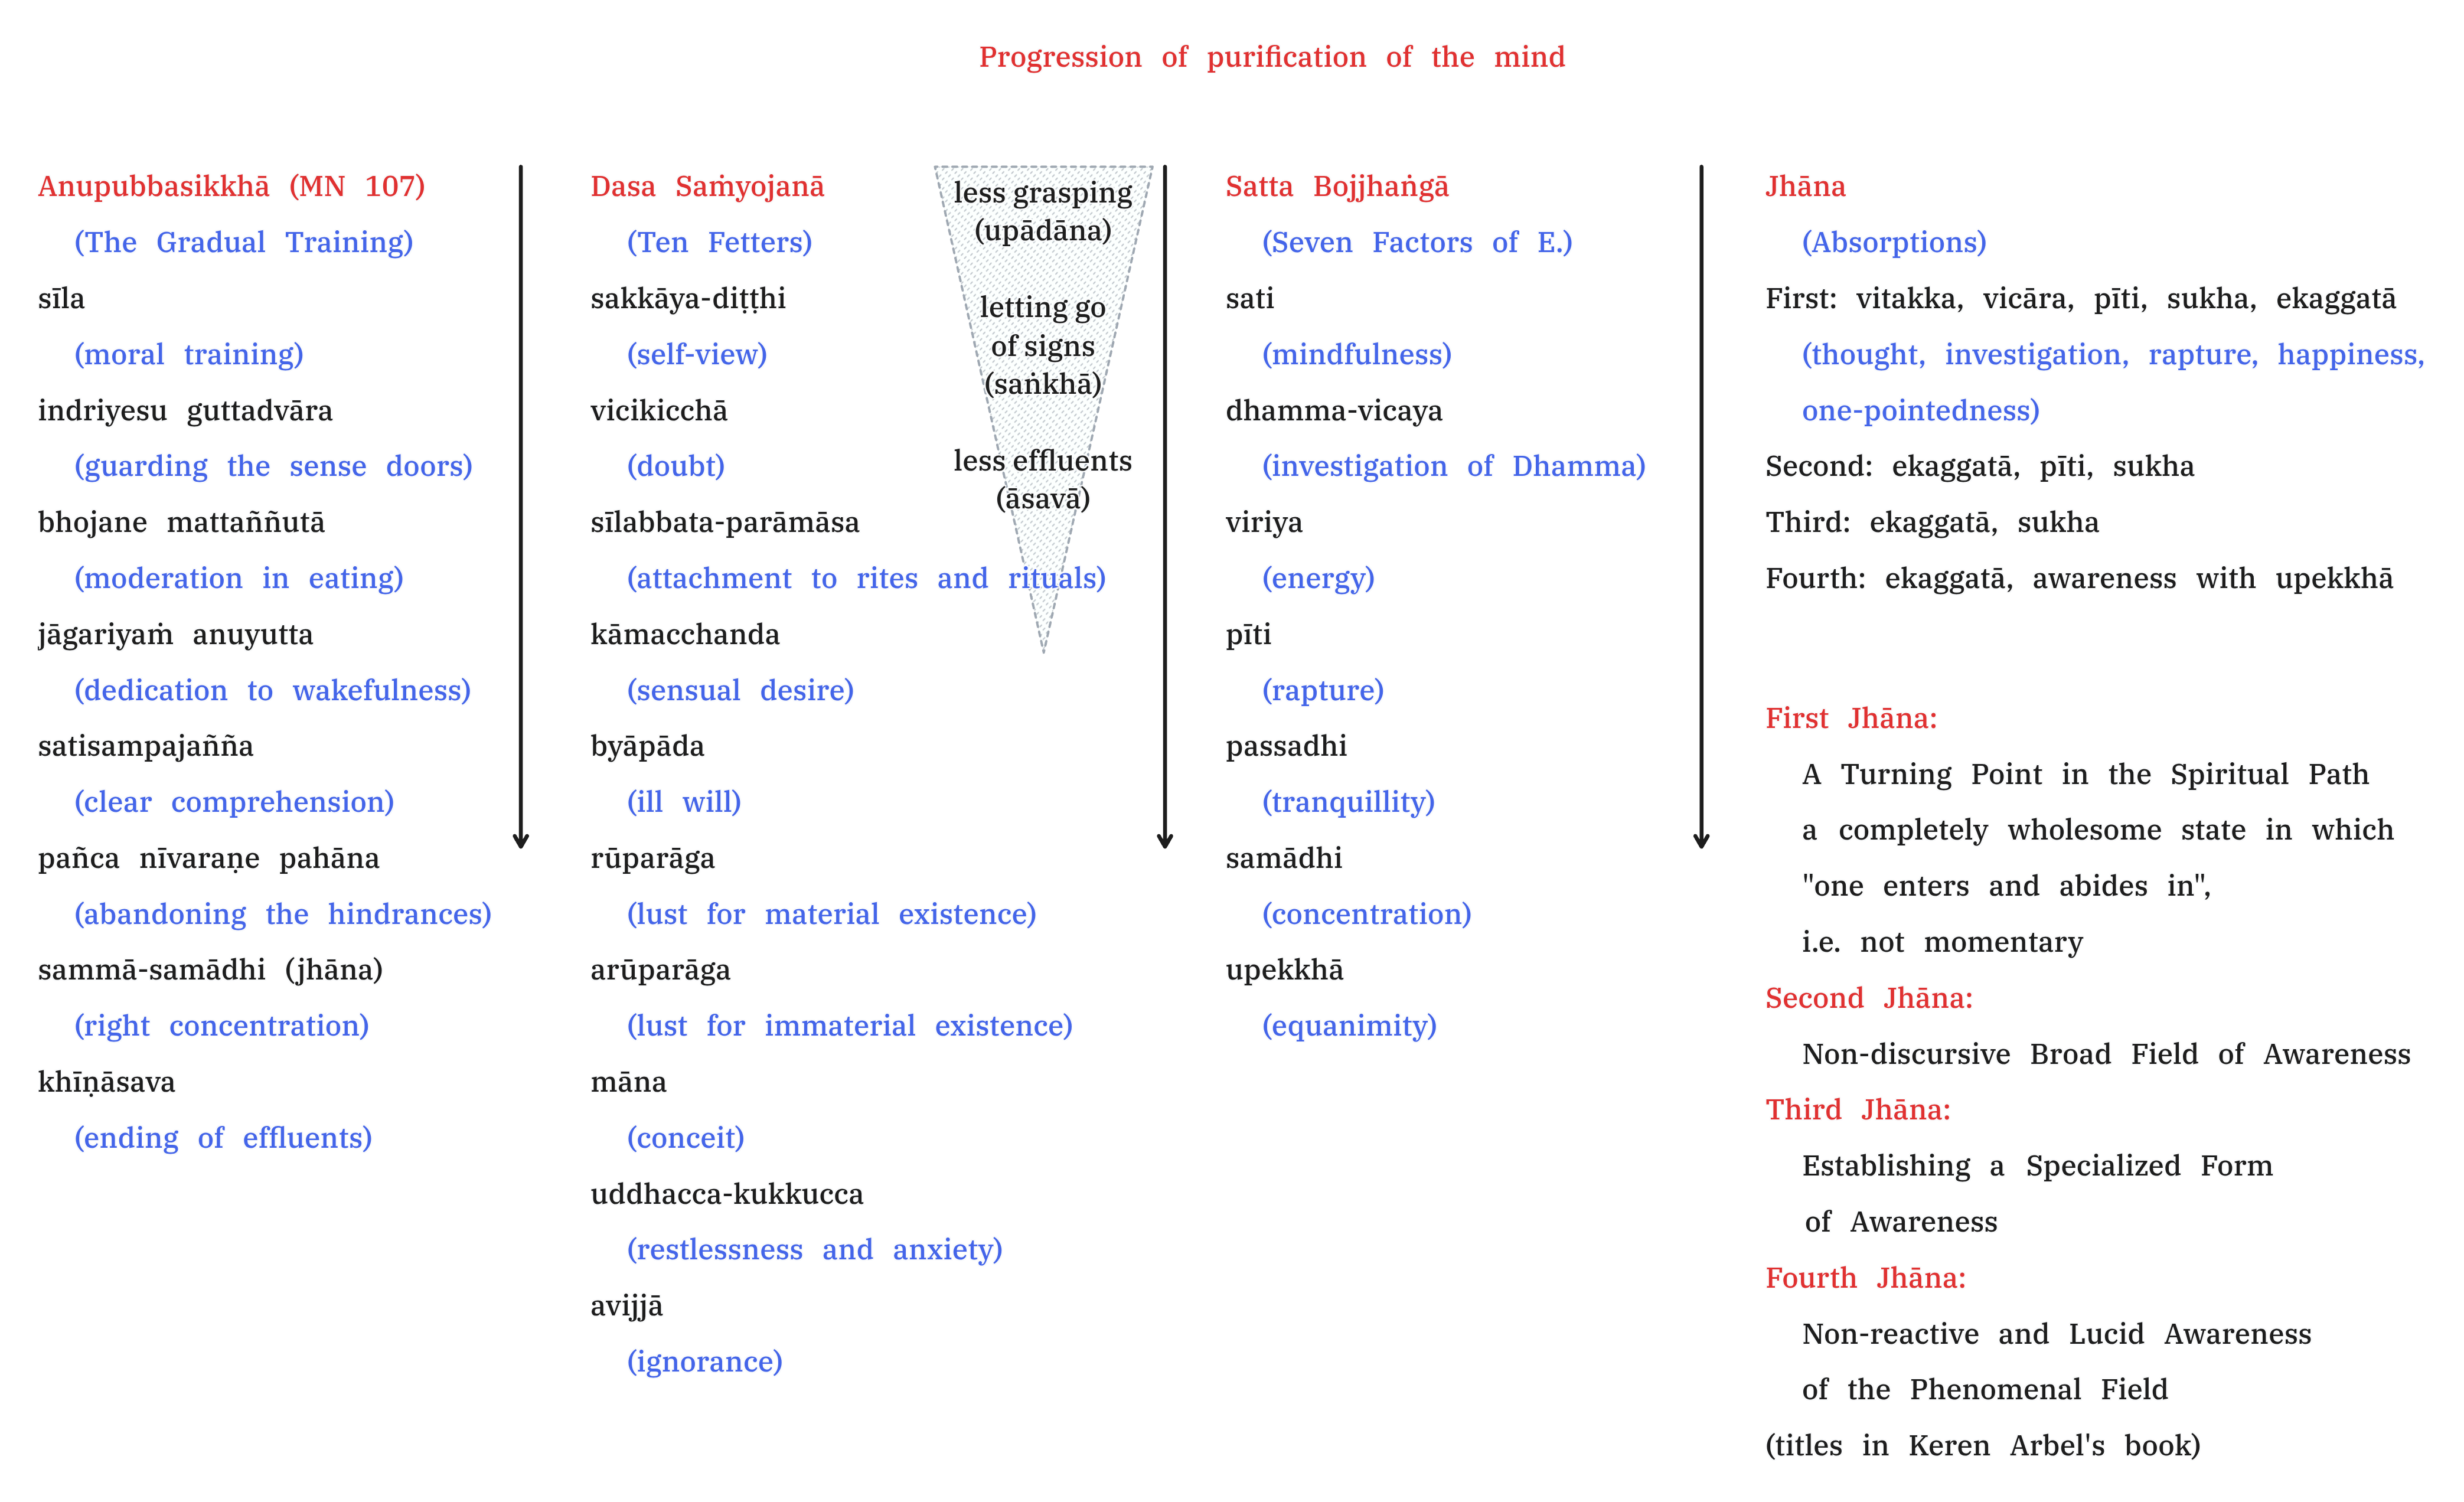 Progression of purification of the mind
Anupubbasikkhā (MN 107)
(The Gradual Training)
sīla
(moral training)
indriyesu guttadvāra
(guarding the sense doors)
bhojane mattaññutā
(moderation in eating)
jāgariyaṁ anuyutta
(dedication to wakefulness)
satisampajañña
(clear comprehension)
pañca nīvaraṇe pahāna
(abandoning the hindrances)
sammā-samādhi (jhāna)
(right concentration)
khīṇāsava
(ending of effluents)
Dasa Saṁyojanā
(Ten Fetters)
sakkāya-diṭṭhi
(self-view)
vicikicchā
(doubt)
sīlabbata-parāmāsa
(attachment to rites and rituals)
kāmacchanda
(sensual desire)
byāpāda
(ill will)
rūparāga
(lust for material existence)
arūparāga
(lust for immaterial existence)
māna
(conceit)
uddhacca-kukkucca
(restlessness and anxiety)
avijjā
(ignorance)
less grasping
(upādāna)
letting go
of signs
(saṅkhā)
less effluents
(āsavā)
Satta Bojjhaṅgā
(Seven Factors of E.)
sati
(mindfulness)
dhamma-vicaya
(investigation of Dhamma)
viriya
(energy)
pīti
(rapture)
passadhi
(tranquillity)
samādhi
(concentration)
upekkhā
(equanimity)
Jhāna
(Absorptions)
First: vitakka, vicāra, pīti, sukha, ekaggatā
(thought, investigation, rapture, happiness,
one-pointedness)
Second: ekaggatā, pīti, sukha
Third: ekaggatā, sukha
Fourth: ekaggatā, awareness with upekkhā
First Jhāna:
A Turning Point in the Spiritual Path
a completely wholesome state in which
"one enters and abides in",
i.e. not momentary
Second Jhāna:
Non-discursive Broad Field of Awareness
Third Jhāna:
Establishing a Specialized Form
of Awareness
Fourth Jhāna:
Non-reactive and Lucid Awareness
of the Phenomenal Field
(titles in Keren Arbel's book)